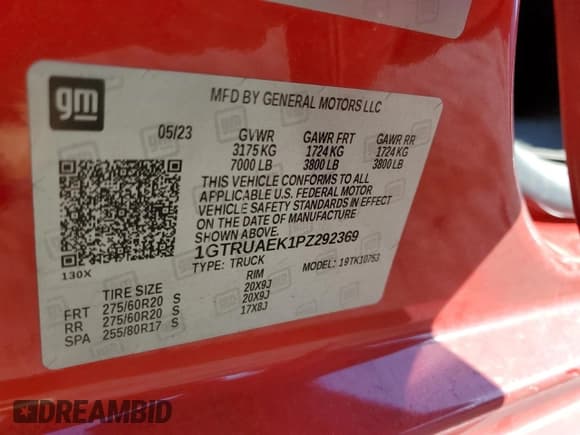 gm
MFD BY GENERAL MOTORS LLC
05/23 GVWR GAWR FRT GAWR RR
3175 KG 1724 KG 1724 KG
7000 LB 3800 LB 3800 LB
THIS VEHICLE CONFORMS TO ALL
APPLICABLE U.S. FEDERAL MOTOR
VEHICLE SAFETY STANDARDS IN EFFECT
ON THE DATE OF MANUFACTURE
SHOWN ABOVE
1GTRUAEK1PZ292369
130X TYPE: TRUCK MODEL: 19TK10753
TIRE SIZE RIM
FRT 275/60R20 S 20X9J
RR 275/60R20 S 20X9J
SPA 255/80R17 S 17X8J
DREAMBID